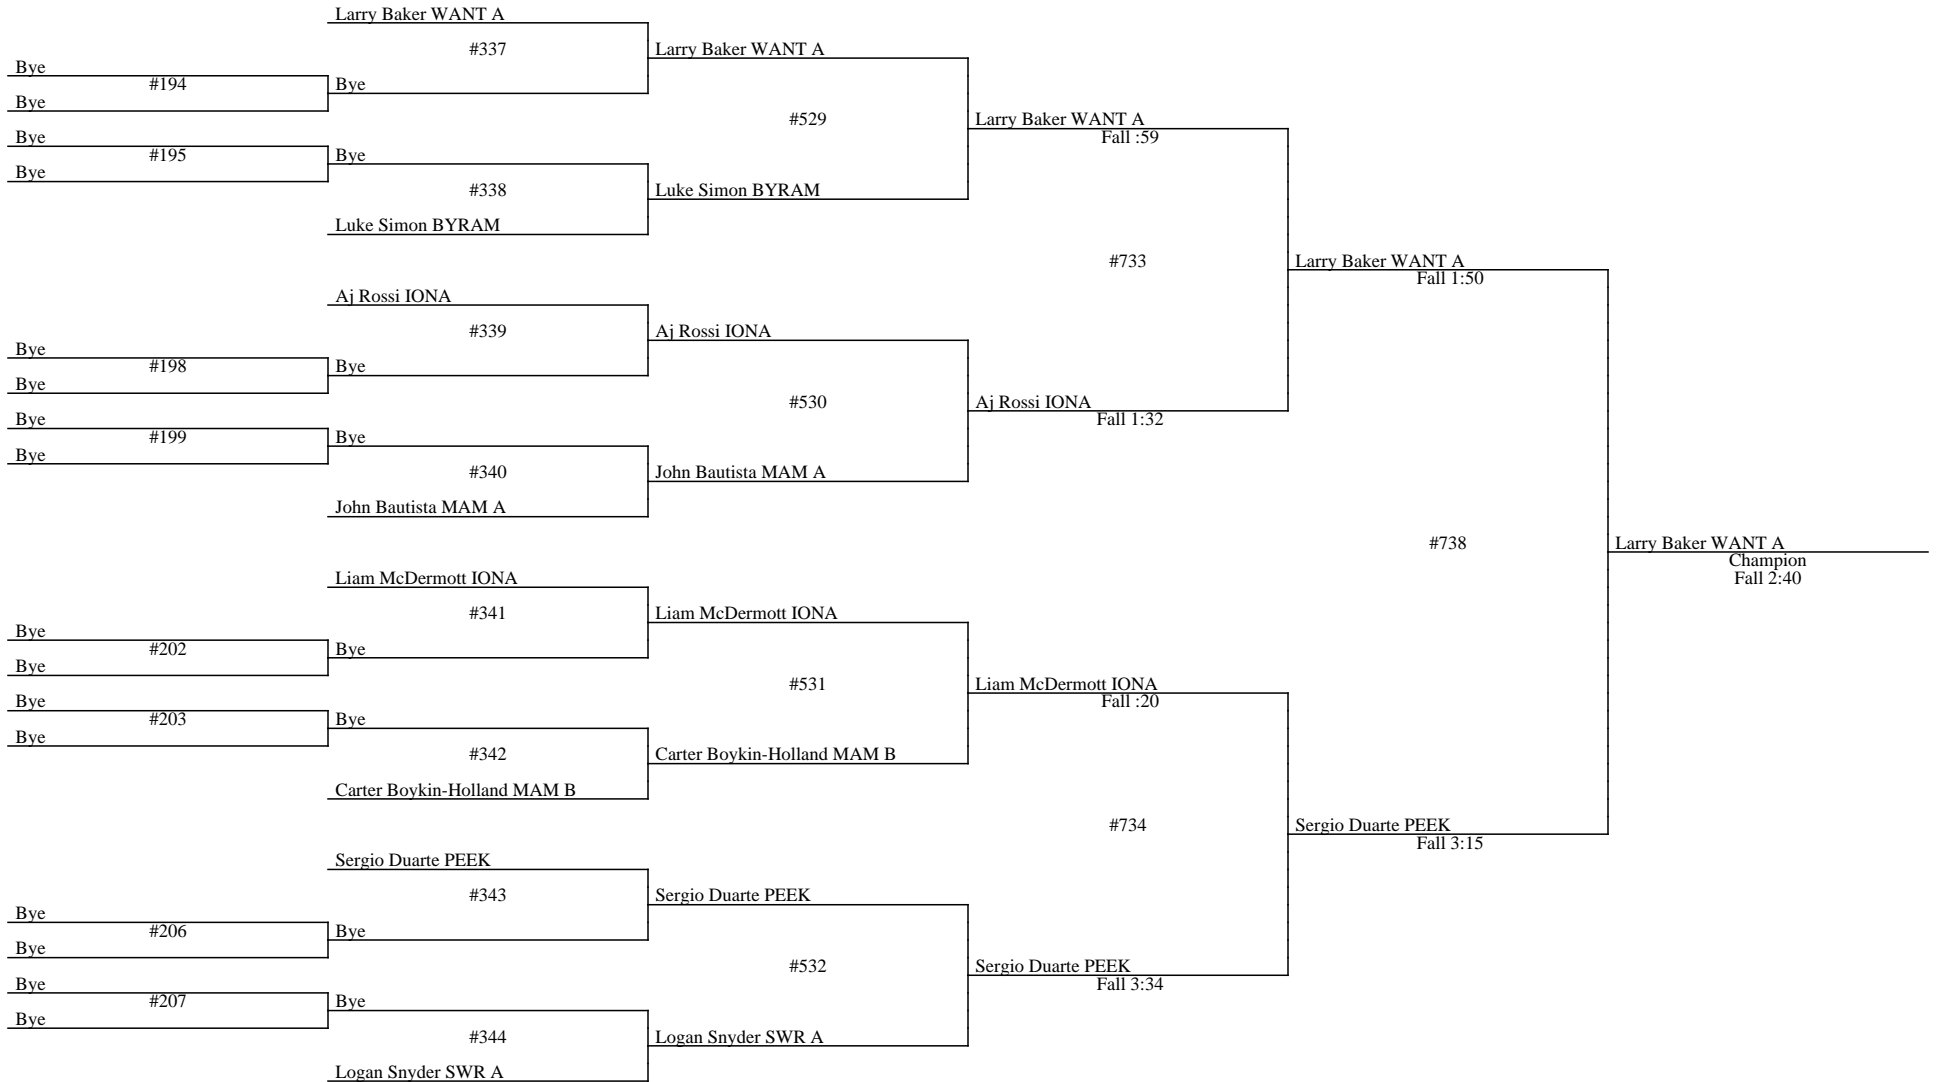 Larry Baker WANT A
#337
Larry Baker WANT A
Bye
#194
Bye
Bye
#529
Larry Baker WANT A
Fall :59
Bye
#195
Bye
Bye
#338
Luke Simon BYRAM
Luke Simon BYRAM
#733
Larry Baker WANT A
Fall 1:50
Aj Rossi IONA
#339
Aj Rossi IONA
Bye
#198
Bye
Bye
#530
Aj Rossi IONA
Fall 1:32
Bye
#199
Bye
Bye
#340
John Bautista MAM A
John Bautista MAM A
#738
Larry Baker WANT A
Champion
Fall 2:40
Liam McDermott IONA
#341
Liam McDermott IONA
Bye
#202
Bye
Bye
#531
Liam McDermott IONA
Fall :20
Bye
#203
Bye
Bye
#342
Carter Boykin-Holland MAM B
Carter Boykin-Holland MAM B
#734
Sergio Duarte PEEK
Fall 3:15
Sergio Duarte PEEK
#343
Sergio Duarte PEEK
Bye
#206
Bye
Bye
#532
Sergio Duarte PEEK
Fall 3:34
Bye
#207
Bye
Bye
#344
Logan Snyder SWR A
Logan Snyder SWR A